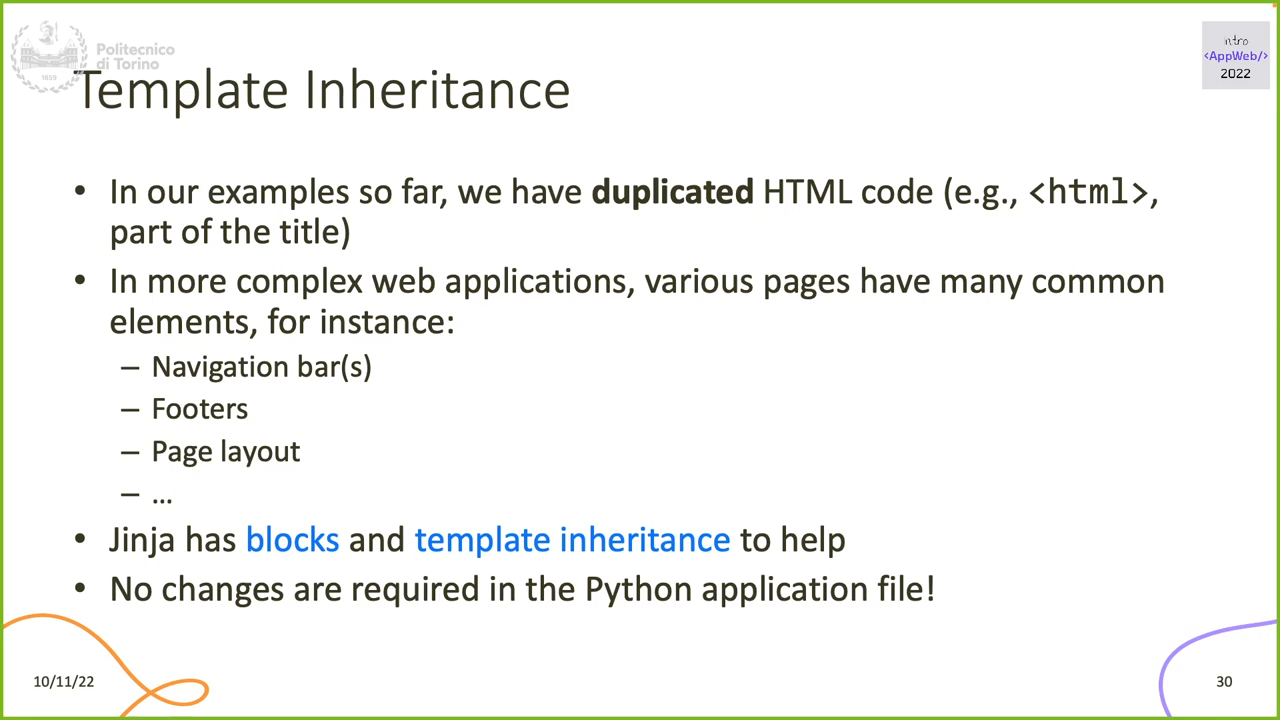 Politecnico
di Torino
1859
intro
<AppWeb/>
2022
Template Inheritance
• In our examples so far, we have duplicated HTML code (e.g., <html>,
part of the title)
• In more complex web applications, various pages have many common
elements, for instance:
– Navigation bar(s)
– Footers
– Page layout
– …
• Jinja has blocks and template inheritance to help
• No changes are required in the Python application file!
10/11/22
30